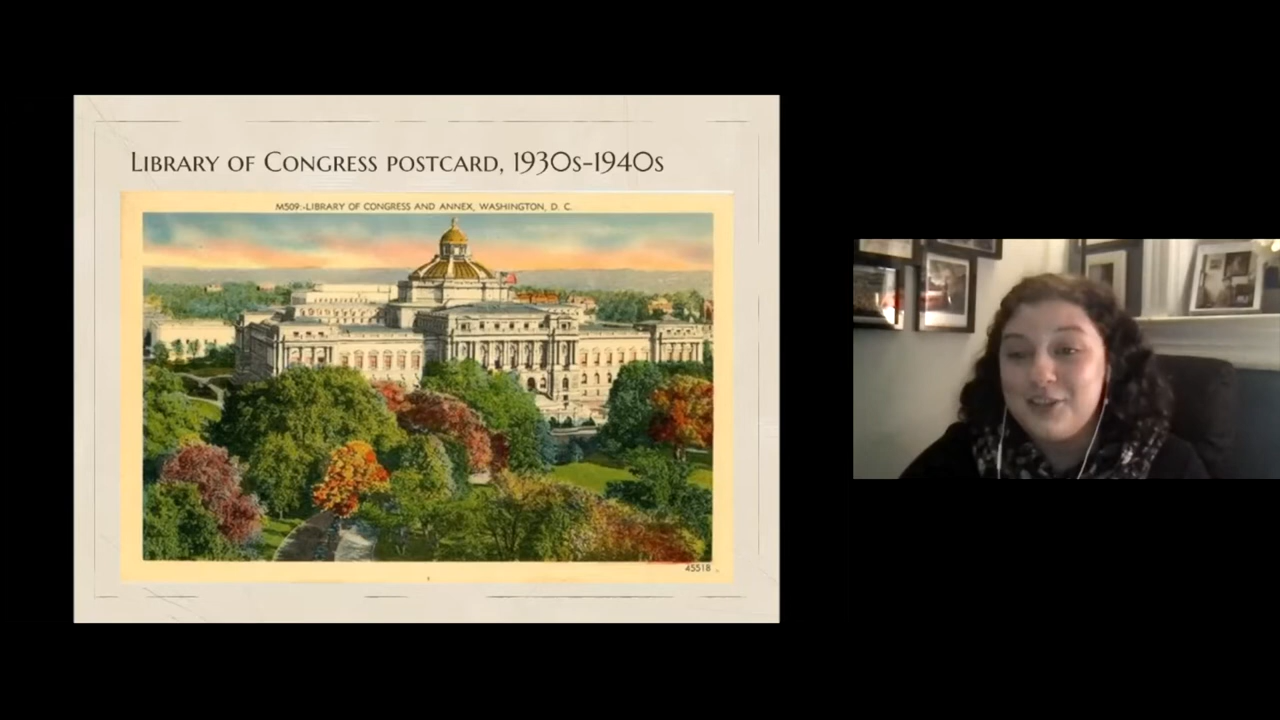 Library of Congress postcard, 1930s-1940s
M509:-LIBRARY OF CONGRESS AND ANNEX, WASHINGTON, D. C.
45518